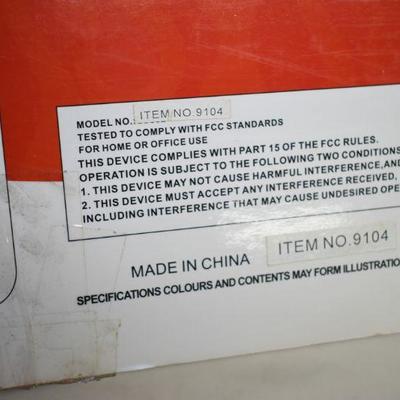 MODEL NO. ITEM NO.9104
TESTED TO COMPLY WITH FCC STANDARDS
FOR HOME OR OFFICE USE
THIS DEVICE COMPLIES WITH PART 15 OF THE FCC RULES.
OPERATION IS SUBJECT TO THE FOLLOWING TWO CONDITIONS
1. THIS DEVICE MAY NOT CAUSE HARMFUL INTERFERENCE,AND
2. THIS DEVICE MUST ACCEPT ANY INTERFERENCE RECEIVED,
INCLUDING INTERFERENCE THAT MAY CAUSE UNDESIRED OPE
MADE IN CHINA ITEM NO.9104
SPECIFICATIONS COLOURS AND CONTENTS MAY FORM ILLUSTRATIO